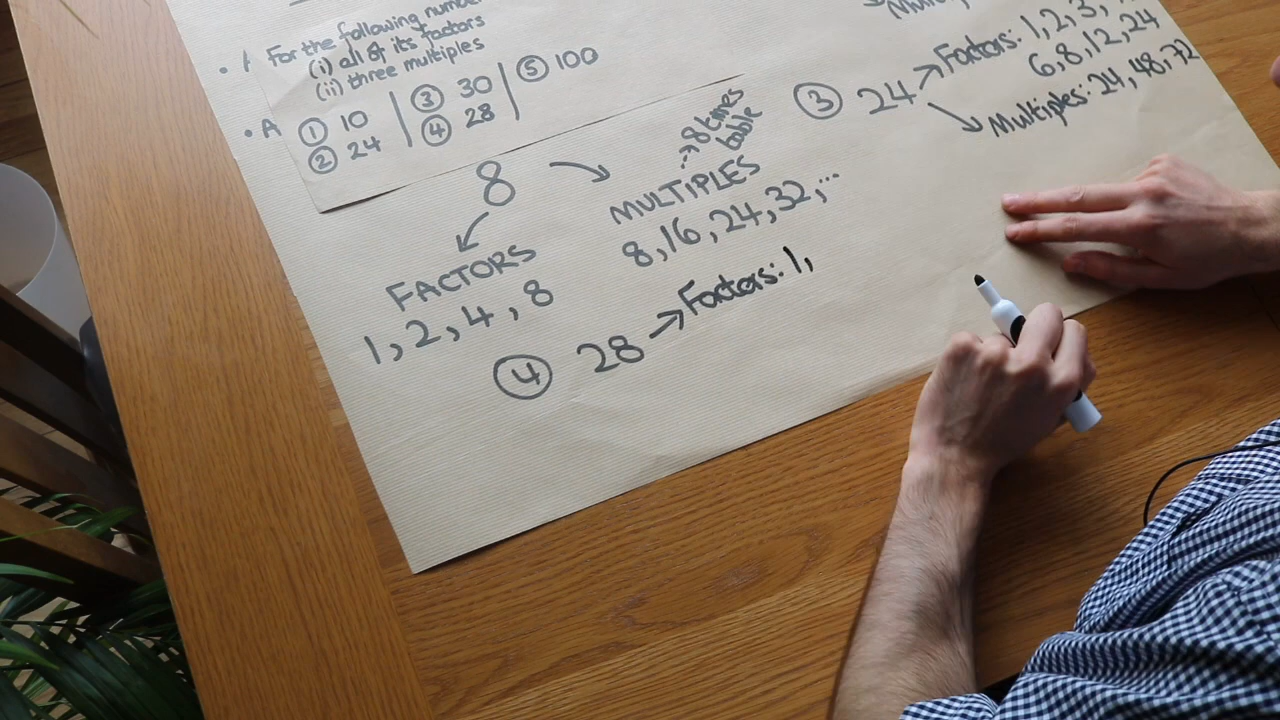 For the following number
(i) all of its factors
(ii) three multiples
① 10
② 24
③ 30
④ 28
⑤ 100
• A
8
→ 8 times
table
MULTIPLES
8, 16, 24, 32, ...
FACTORS
1, 2, 4, 8
③ 24 → Factors: 1, 2, 3,
6, 8, 12, 24
→ Multiples: 24, 48, 72
④ 28 → Factors: 1,